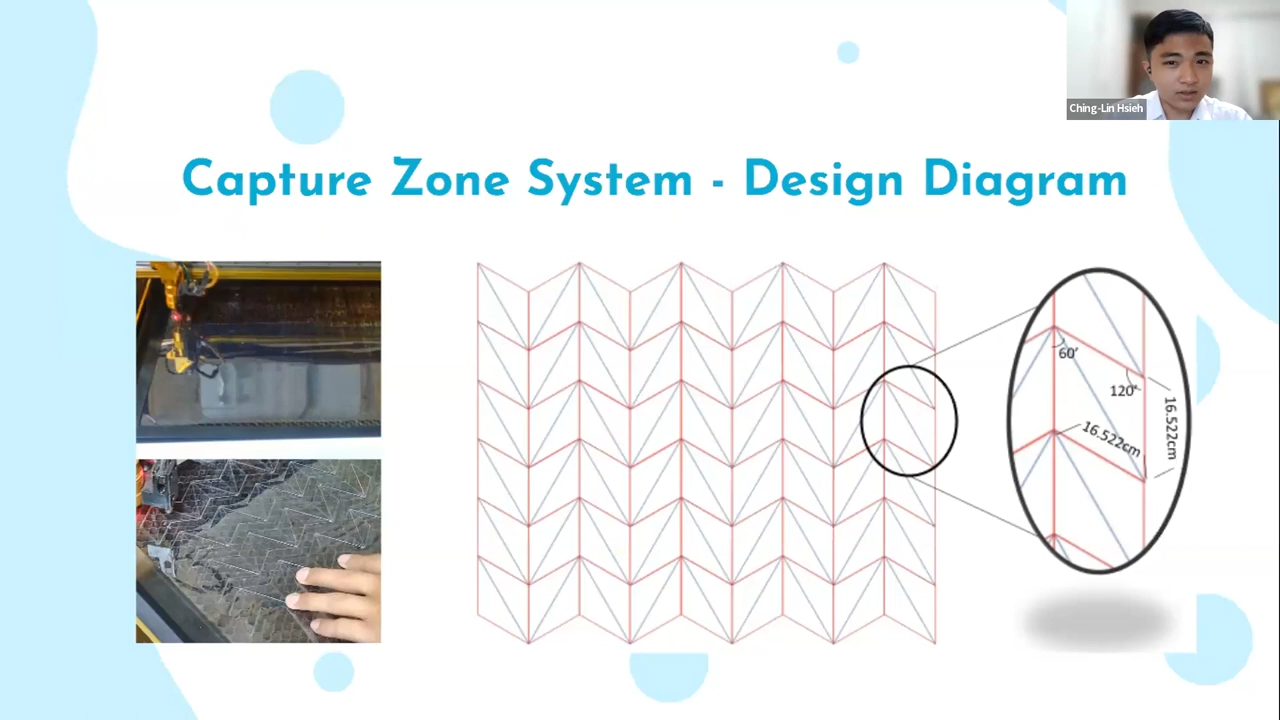 Ching-Lin Hsieh
Capture Zone System - Design Diagram
60′
120°
16.522cm
16.522cm